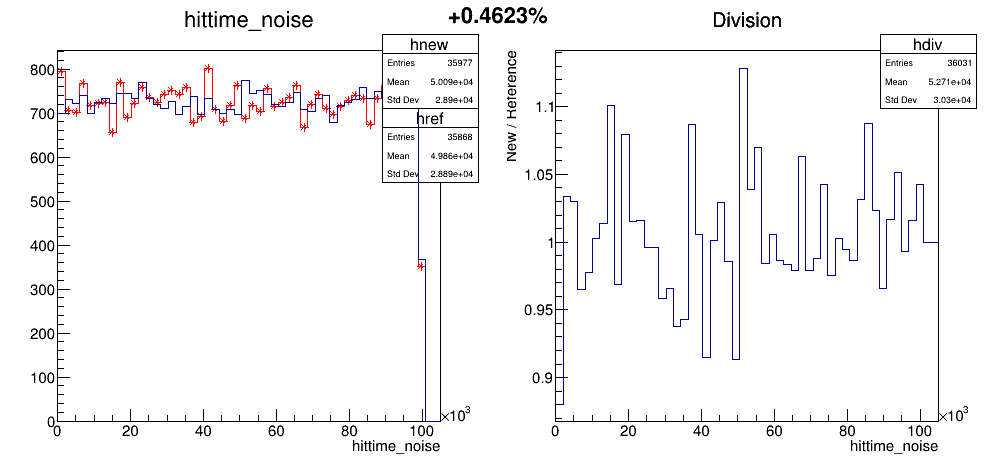 +0.4623%
hittime_noise
hnew
Entries 35977
Mean 5.009e+04
Std Dev 2.89e+04
href
Entries 35868
Mean 4.986e+04
Std Dev 2.889e+04
800
700
600
500
400
300
200
100
0
0 20 40 60 80 100
×10³
hittime_noise
Division
hdiv
Entries 36031
Mean 5.271e+04
Std Dev 3.03e+04
New / Reference
1.1
1.05
1
0.95
0.9
0 20 40 60 80 100
×10³
hittime_noise